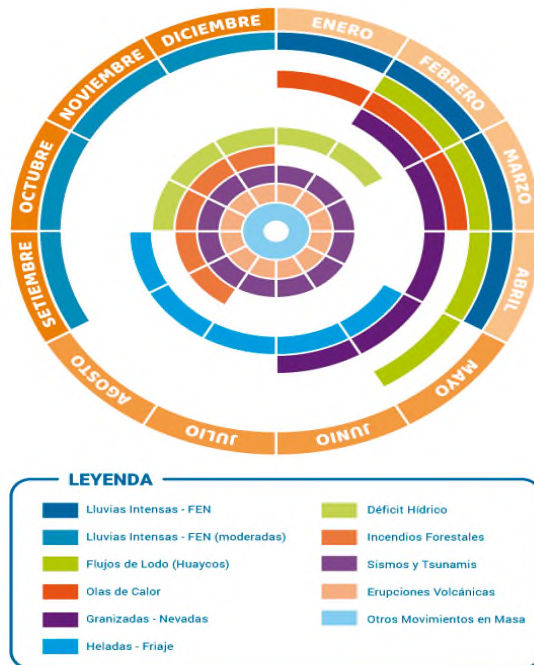 ENERO
FEBRERO
MARZO
ABRIL
MAYO
JUNIO
JULIO
AGOSTO
SETIEMBRE
OCTUBRE
NOVIEMBRE
DICIEMBRE
LEYENDA
Lluvias Intensas - FEN
Lluvias Intensas - FEN (moderadas)
Flujos de Lodo (Huaycos)
Olas de Calor
Granizadas - Nevadas
Heladas - Friaje
Déficit Hídrico
Incendios Forestales
Sismos y Tsunamis
Erupciones Volcánicas
Otros Movimientos en Masa